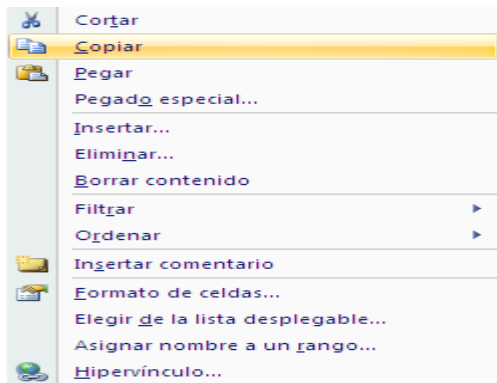 Cortar
Copiar
Pegar
Pegado especial...
Insertar...
Eliminar...
Borrar contenido
Filtrar
Ordenar
Insertar comentario
Formato de celdas...
Elegir de la lista desplegable...
Asignar nombre a un rango...
Hipervínculo...